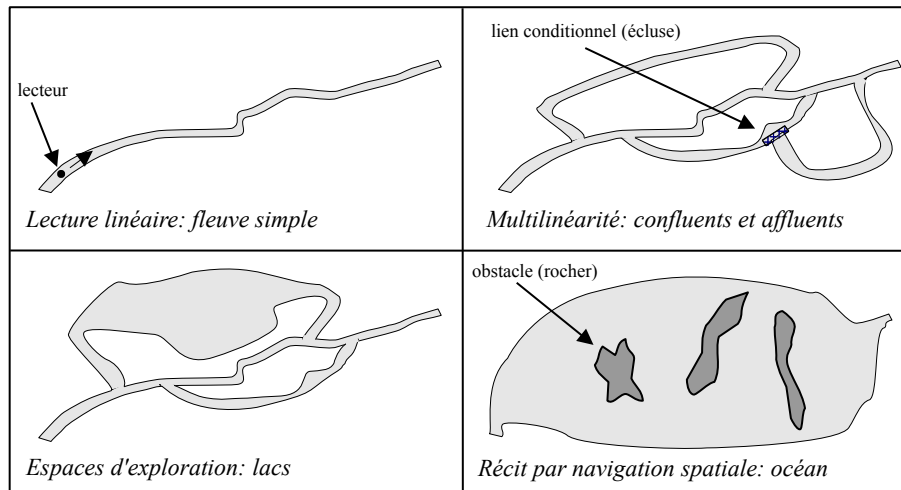 lecteur
Lecture linéaire: fleuve simple
lien conditionnel (écluse)
Multilinéarité: confluents et affluents
Espaces d'exploration: lacs
obstacle (rocher)
Récit par navigation spatiale: océan